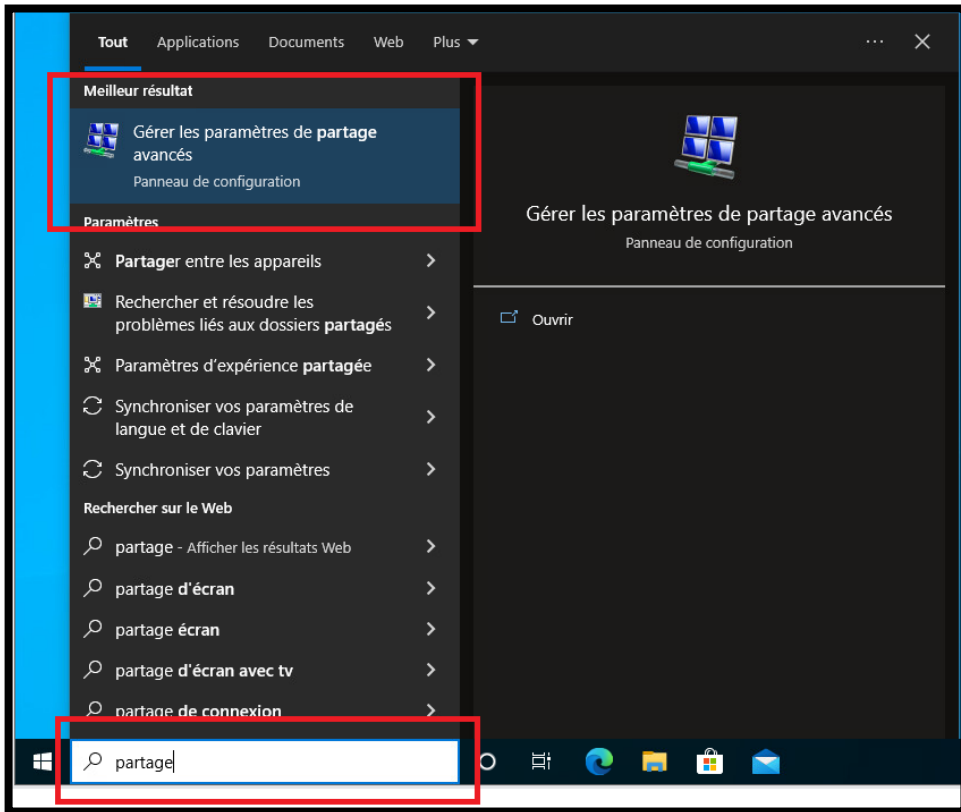 Tout Applications Documents Web Plus
Meilleur résultat
Gérer les paramètres de partage
avancés
Panneau de configuration
Paramètres
Partager entre les appareils
Rechercher et résoudre les
problèmes liés aux dossiers partagés
Paramètres d'expérience partagée
Synchroniser vos paramètres de
langue et de clavier
Synchroniser vos paramètres
Rechercher sur le Web
partage - Afficher les résultats Web
partage d'écran
partage écran
partage d'écran avec tv
partage de connexion
partage
Gérer les paramètres de partage avancés
Panneau de configuration
Ouvrir